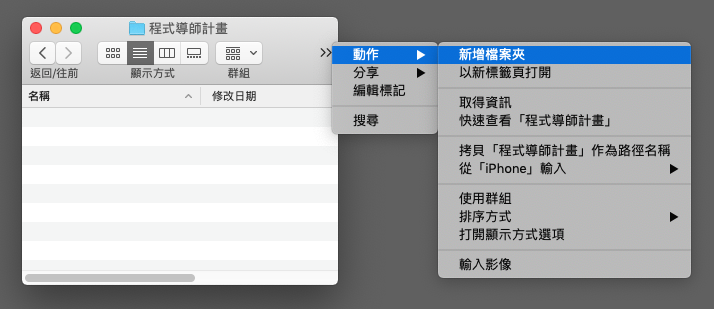 程式導師計畫
返回/往前
顯示方式
群組
名稱
修改日期
動作
分享
編輯標記
搜尋
新增檔案夾
以新標籤頁打開
取得資訊
快速查看「程式導師計畫」
拷貝「程式導師計畫」作為路徑名稱
從「iPhone」輸入
使用群組
排序方式
打開顯示方式選項
輸入影像